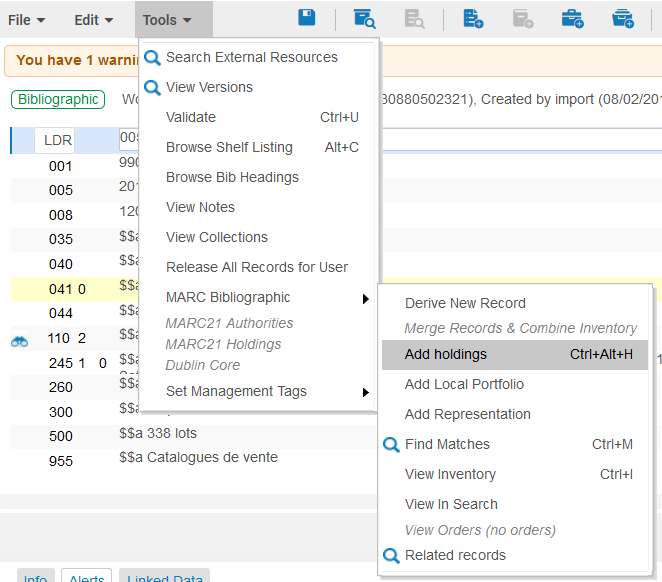 File Edit Tools
You have 1 warni
Bibliographic 30880502321), Created by import (08/02/201
LDR 005
001 990
005 201
008 120
035 $$a
040 $$a
041 0 $$a
044 $$a
110 2 $$a
245 1 0 $$a
260 $$a
300 $$a
500 $$a 338 lots
955 $$a Catalogues de vente
Search External Resources
View Versions
Validate Ctrl+U
Browse Shelf Listing Alt+C
Browse Bib Headings
View Notes
View Collections
Release All Records for User
MARC Bibliographic
MARC21 Authorities
MARC21 Holdings
Dublin Core
Set Management Tags
Derive New Record
Merge Records & Combine Inventory
Add holdings Ctrl+Alt+H
Add Local Portfolio
Add Representation
Find Matches Ctrl+M
View Inventory Ctrl+I
View In Search
View Orders (no orders)
Related records
Info Alerts Linked Data